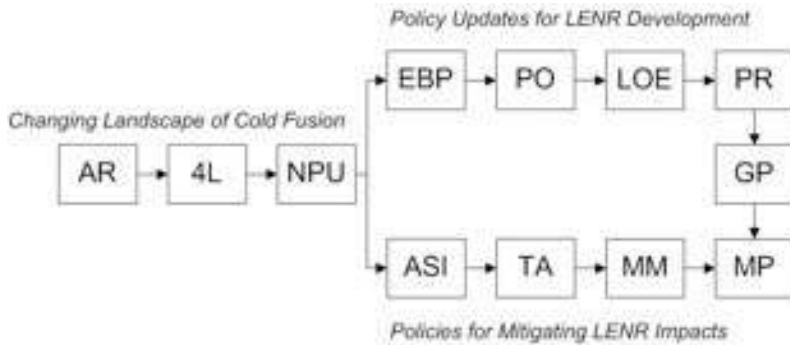 Policy Updates for LENR Development
EBP PO LOE PR
Changing Landscape of Cold Fusion
AR 4L NPU GP
ASI TA MM MP
Policies for Mitigating LENR Impacts